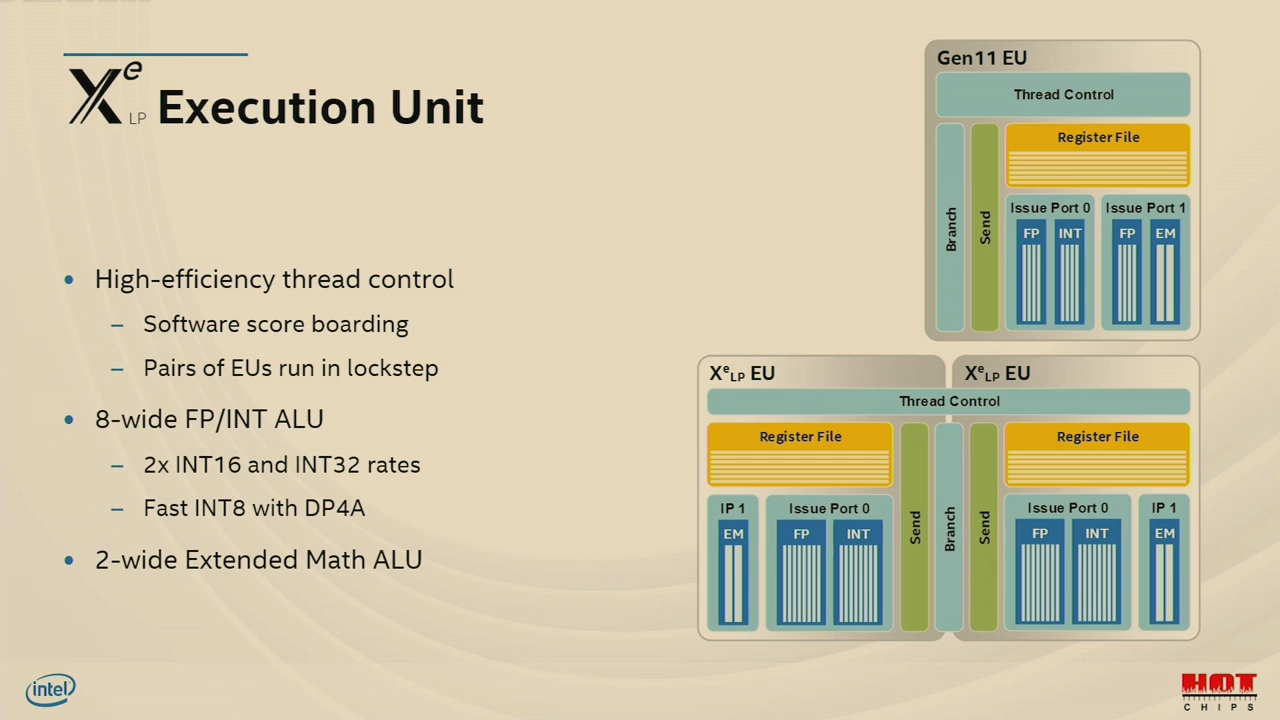 Xe LP Execution Unit
• High-efficiency thread control
– Software score boarding
– Pairs of EUs run in lockstep
• 8-wide FP/INT ALU
– 2x INT16 and INT32 rates
– Fast INT8 with DP4A
• 2-wide Extended Math ALU
Gen11 EU
Thread Control
Branch
Send
Register File
Issue Port 0
FP
INT
Issue Port 1
FP
EM
XeLP EU
XeLP EU
Thread Control
Register File
IP 1
EM
Issue Port 0
FP
INT
Send
Branch
Send
Register File
Issue Port 0
FP
INT
IP 1
EM
intel
HOT
CHIPS